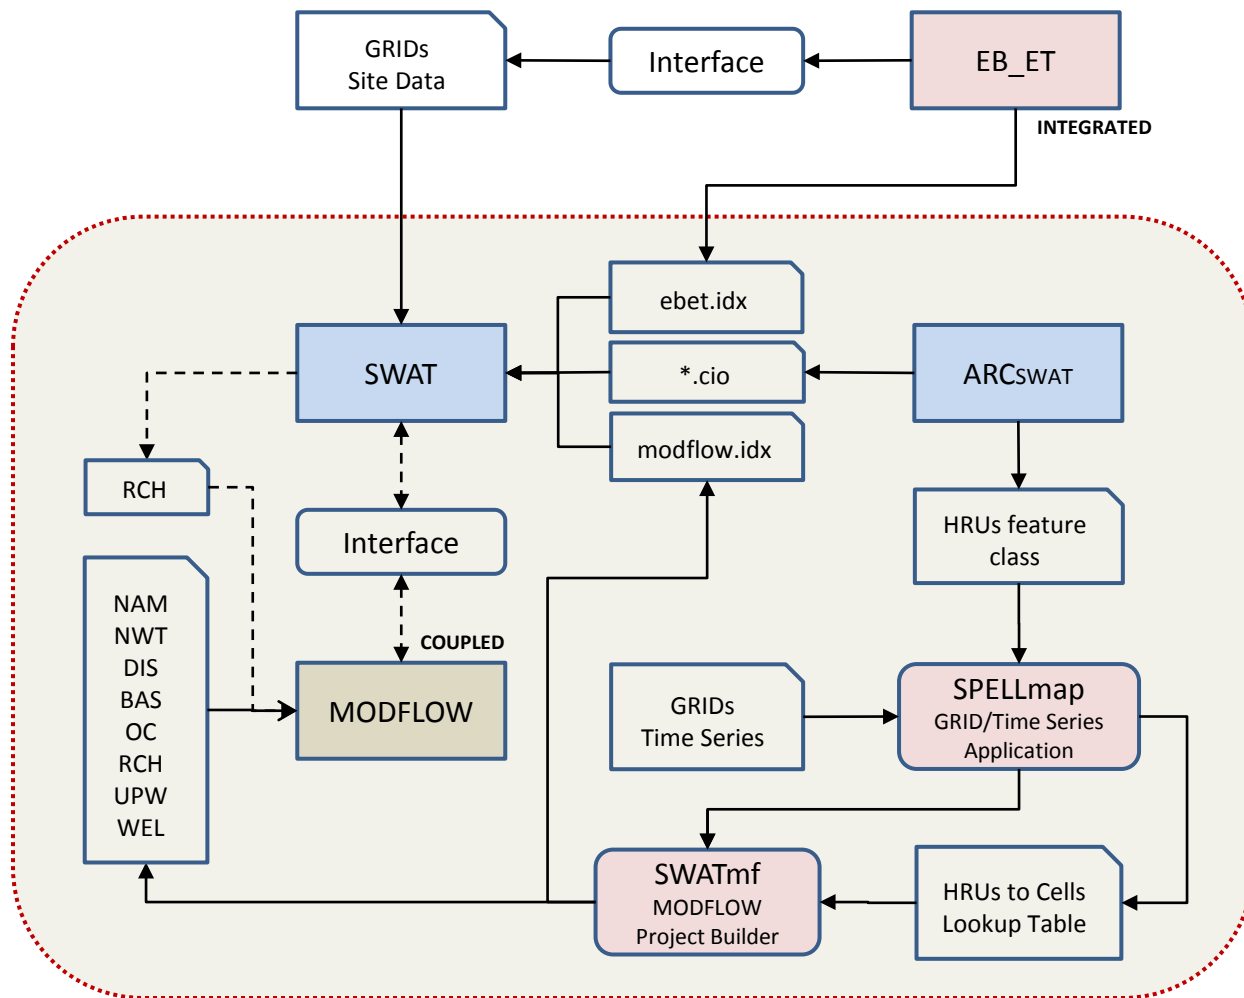 GRIDs
Site Data
Interface
EB_ET
INTEGRATED
ebet.idx
SWAT
*.cio
ARCSWAT
modflow.idx
RCH
HRUs feature
class
Interface
NAM
NWT
DIS
BAS
OC
RCH
UPW
WEL
COUPLED
MODFLOW
GRIDs
Time Series
SPELLmap
GRID/Time Series
Application
SWATmf
MODFLOW
Project Builder
HRUs to Cells
Lookup Table